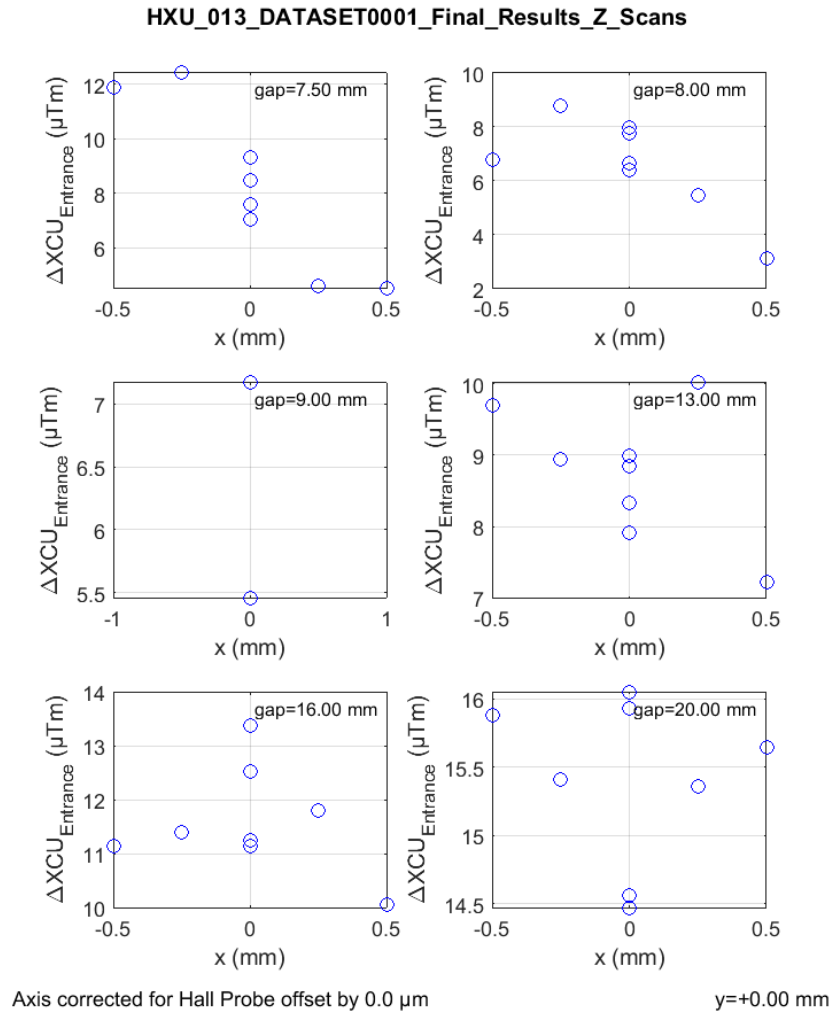 HXU_013_DATASET0001_Final_Results_Z_Scans
gap=7.50 mm
12
10
8
6
-0.5 0 0.5
x (mm)
ΔXCU_Entrance (μTm)
gap=8.00 mm
10
8
6
4
2
-0.5 0 0.5
x (mm)
ΔXCU_Entrance (μTm)
gap=9.00 mm
7
6.5
6
5.5
-1 0 1
x (mm)
ΔXCU_Entrance (μTm)
gap=13.00 mm
10
9
8
7
-0.5 0 0.5
x (mm)
ΔXCU_Entrance (μTm)
gap=16.00 mm
14
13
12
11
10
-0.5 0 0.5
x (mm)
ΔXCU_Entrance (μTm)
gap=20.00 mm
16
15.5
15
14.5
-0.5 0 0.5
x (mm)
ΔXCU_Entrance (μTm)
Axis corrected for Hall Probe offset by 0.0 μm
y=+0.00 mm